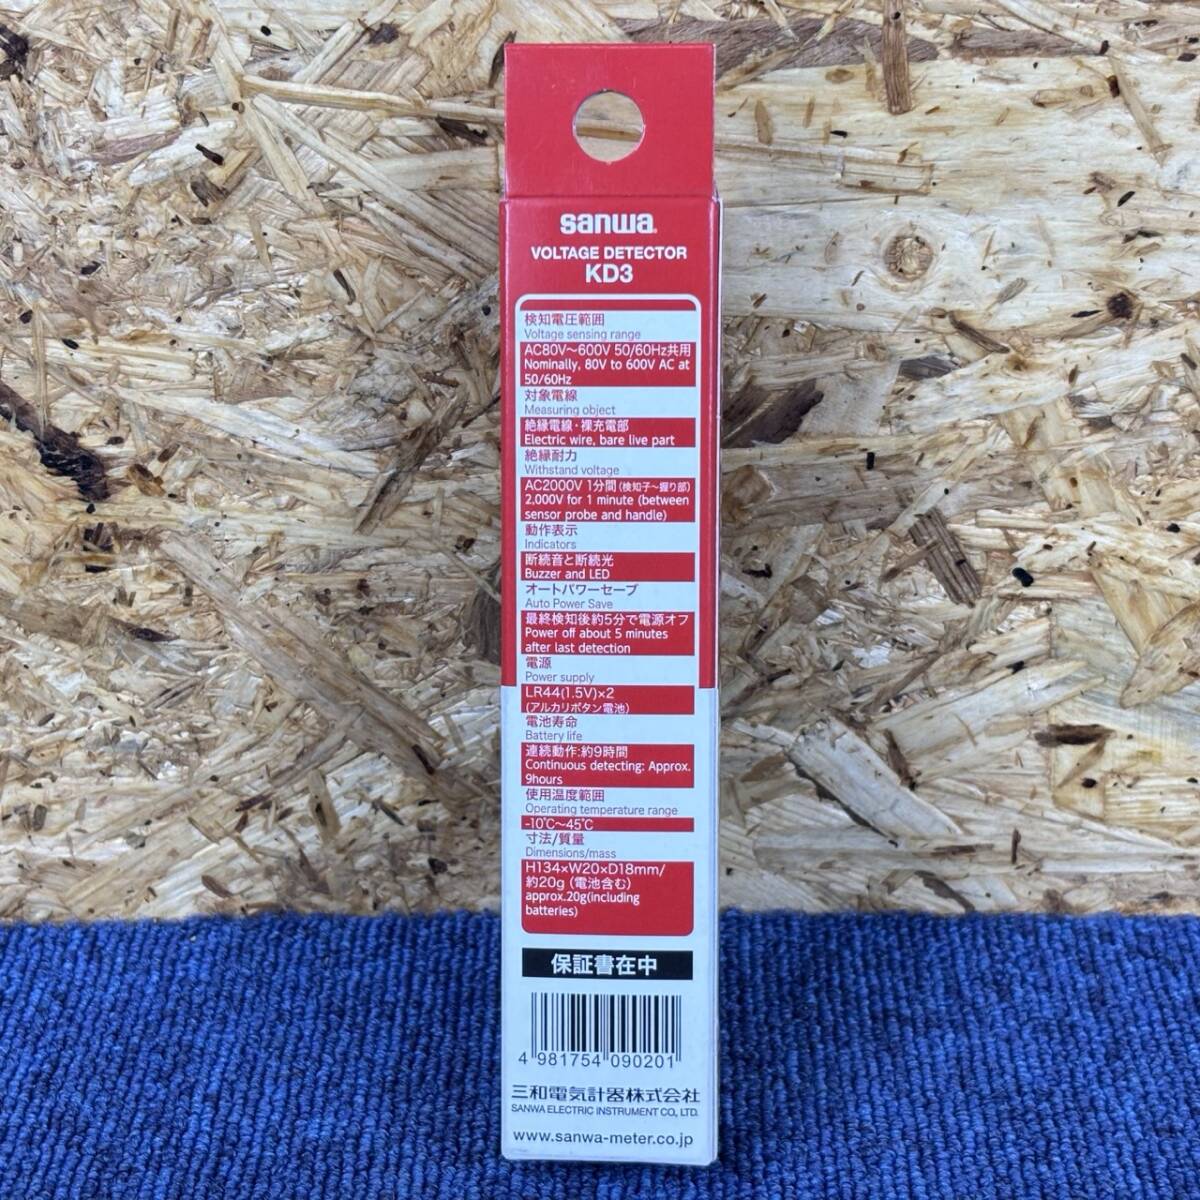 sanwa®
VOLTAGE DETECTOR
KD3
検知電圧範囲
Voltage sensing range
AC80V～600V 50/60Hz共用
Nominally, 80V to 600V AC at
50/60Hz
対象電線
Measuring object
絶縁電線・裸充電部
Electric wire, bare live part
絶縁耐力
Withstand voltage
AC2000V 1分間(検知子～握り部)
2,000V for 1 minute (between
sensor probe and handle)
動作表示
Indicators
断続音と断続光
Buzzer and LED
オートパワーセーブ
Auto Power Save
最終検知後約5分で電源オフ
Power off about 5 minutes
after last detection
電源
Power supply
LR44(1.5V)×2
(アルカリボタン電池)
電池寿命
Battery life
連続動作:約9時間
Continuous detecting: Approx.
9hours
使用温度範囲
Operating temperature range
-10℃～45℃
寸法/質量
Dimensions/mass
H134×W20×D18mm/
約20g(電池含む)
approx.20g(including
batteries)
保証書在中
4 981754 090201
三和電気計器株式会社
SANWA ELECTRIC INSTRUMENT CO., LTD.
www.sanwa-meter.co.jp